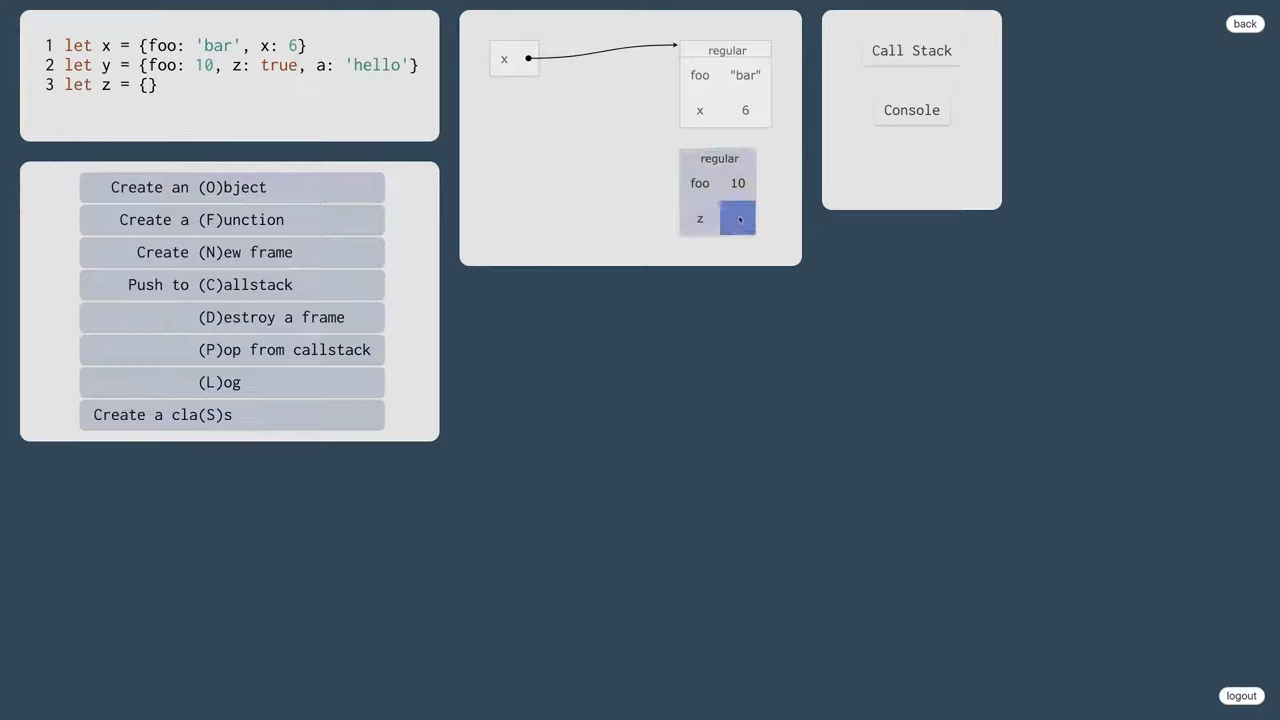 1 let x = {foo: 'bar', x: 6}
2 let y = {foo: 10, z: true, a: 'hello'}
3 let z = {}
Create an (O)bject
Create a (F)unction
Create (N)ew frame
Push to (C)allstack
(D)estroy a frame
(P)op from callstack
(L)og
Create a cla(S)s
x
regular
foo "bar"
x 6
regular
foo 10
z
Call Stack
Console
back
logout